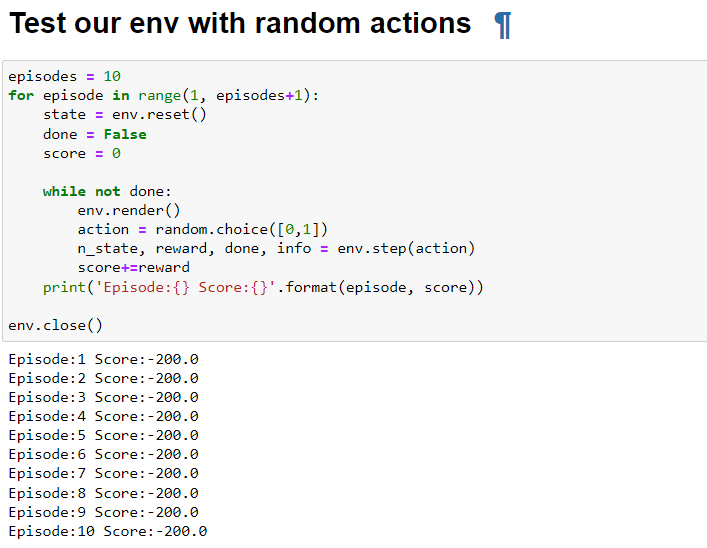 Test our env with random actions ¶
episodes = 10
for episode in range(1, episodes+1):
    state = env.reset()
    done = False
    score = 0
    while not done:
        env.render()
        action = random.choice([0,1])
        n_state, reward, done, info = env.step(action)
        score+=reward
    print('Episode:{} Score:{}'.format(episode, score))
env.close()
Episode:1 Score:-200.0
Episode:2 Score:-200.0
Episode:3 Score:-200.0
Episode:4 Score:-200.0
Episode:5 Score:-200.0
Episode:6 Score:-200.0
Episode:7 Score:-200.0
Episode:8 Score:-200.0
Episode:9 Score:-200.0
Episode:10 Score:-200.0